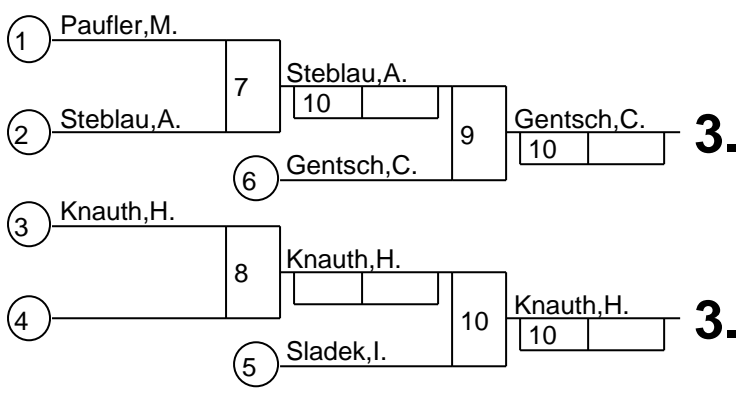 1 Paufler,M.
7 Steblau,A.
10
2 Steblau,A.
9 Gentsch,C. 3.
10
6 Gentsch,C.
3 Knauth,H.
8 Knauth,H.
4
10 Knauth,H. 3.
10
5 Sladek,I.